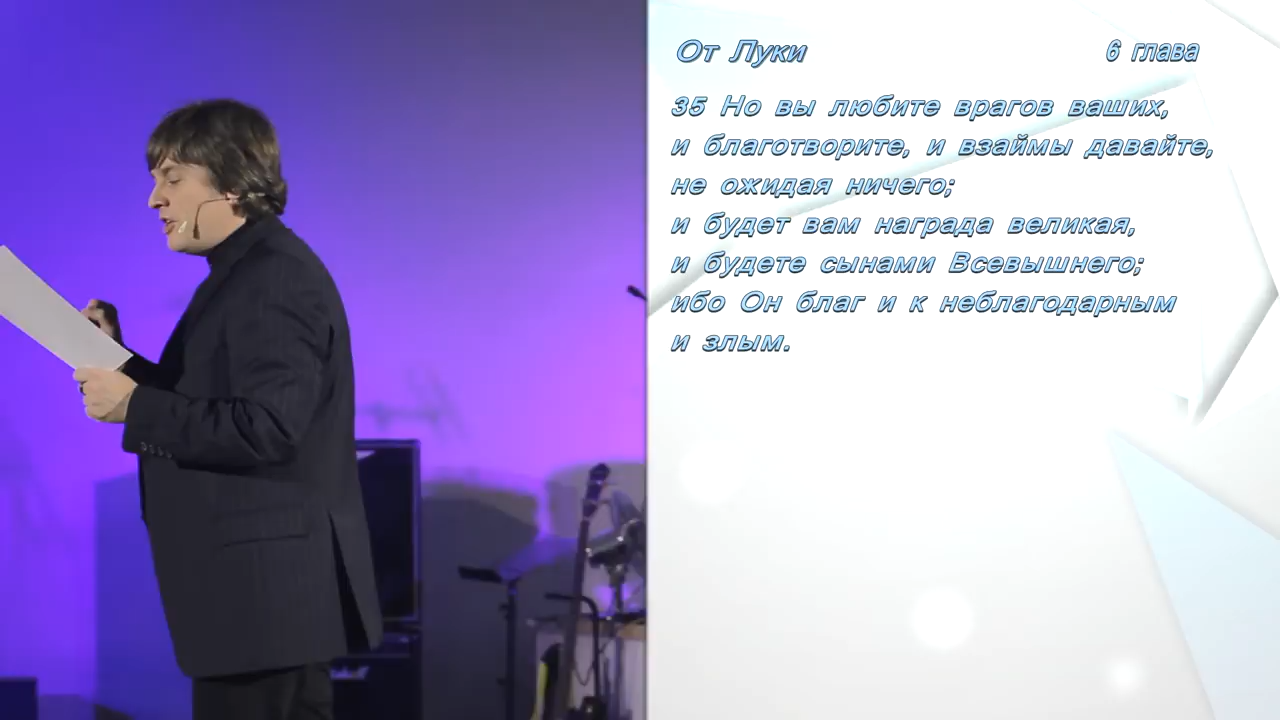 От Луки 6 глава
35 Но вы любите врагов ваших,
и благотворите, и взаймы давайте,
не ожидая ничего;
и будет вам награда великая,
и будете сынами Всевышнего;
ибо Он благ и к неблагодарным
и злым.